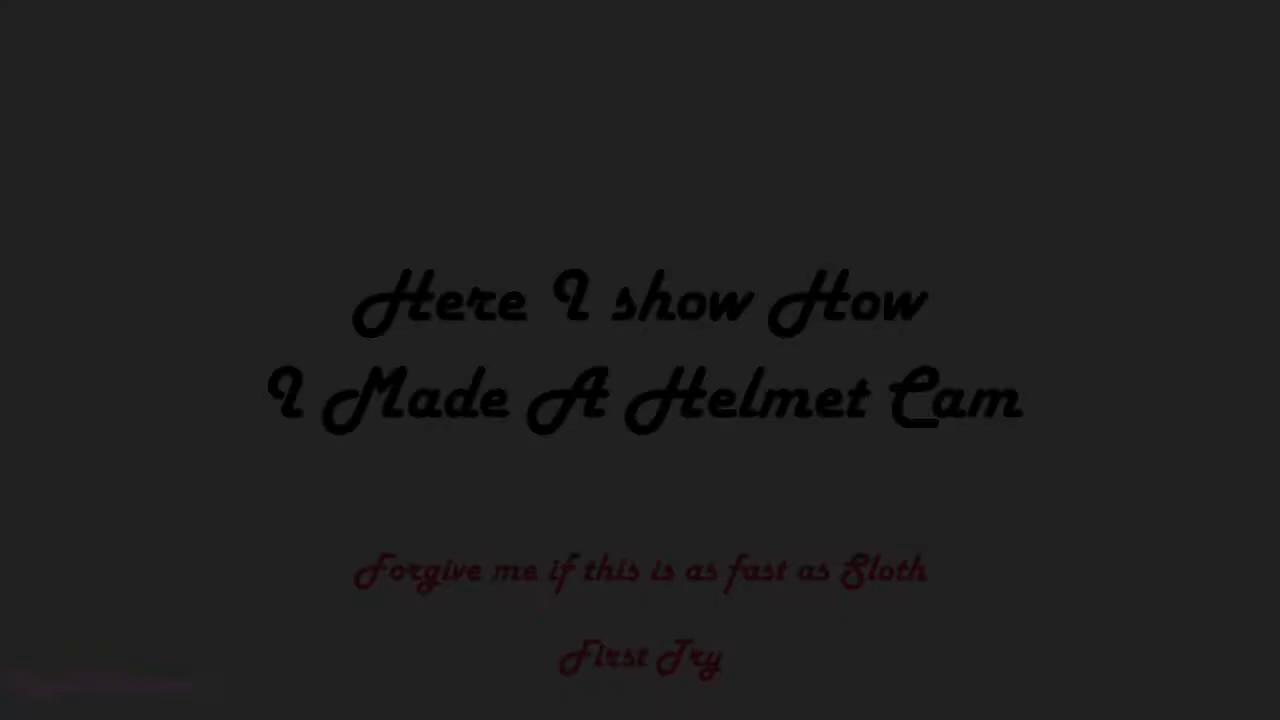 Here I show How
I Made A Helmet Cam
Forgive me if this is as fast as Sloth
First Try